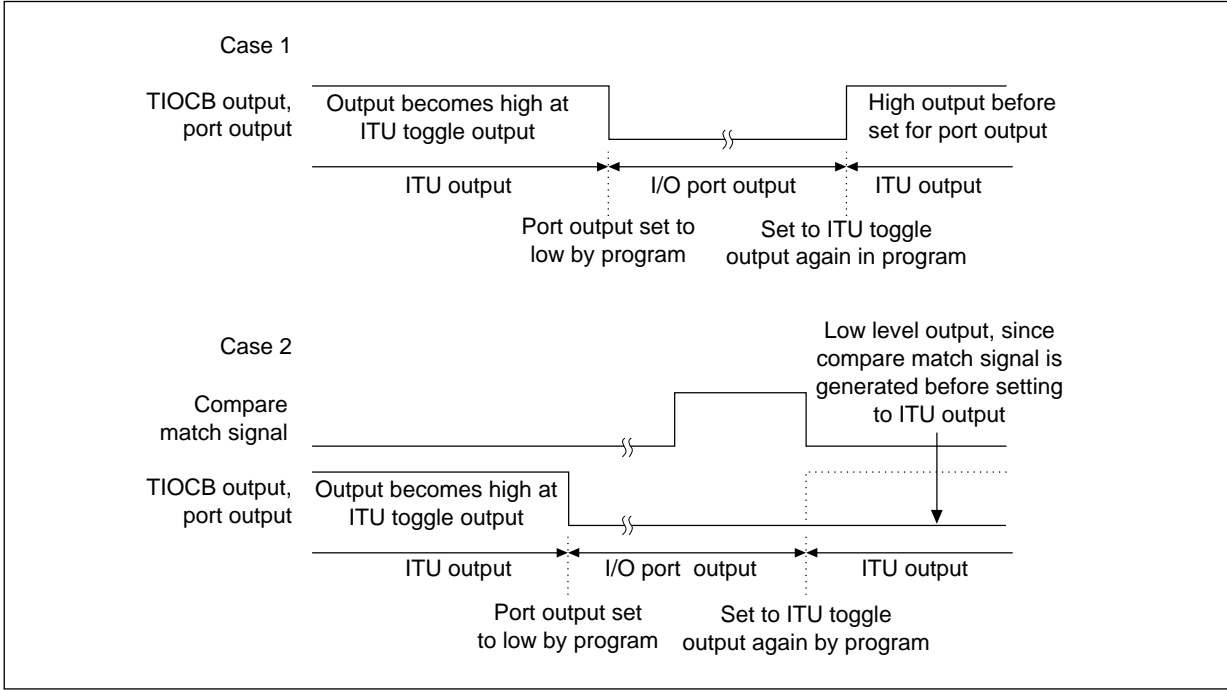 Case 1
TIOCB output,
port output
Output becomes high at
ITU toggle output
High output before
set for port output
ITU output
I/O port output
ITU output
Port output set to
low by program
Set to ITU toggle
output again in program
Case 2
Low level output, since
compare match signal is
generated before setting
to ITU output
Compare
match signal
TIOCB output,
port output
Output becomes high at
ITU toggle output
ITU output
I/O port output
ITU output
Port output set
to low by program
Set to ITU toggle
output again by program